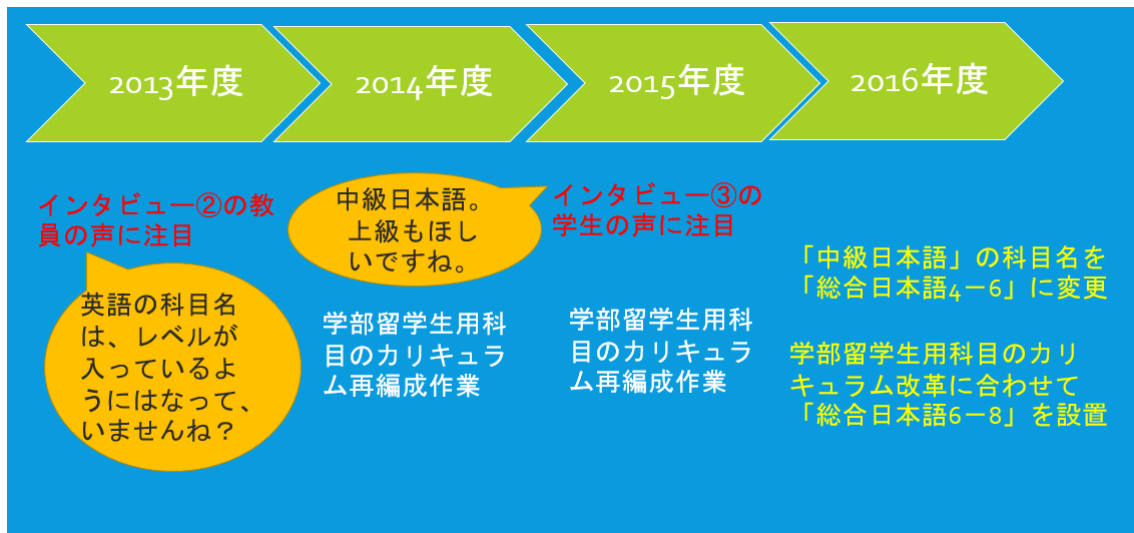 2013年度
2014年度
2015年度
2016年度
インタビュー②の教
員の声に注目
英語の科目名
は、レベルが
入っているよ
うにはなって、
いませんね？
中級日本語。
上級もほし
いですね。
学部留学生用科
目のカリキュラ
ム再編成作業
インタビュー③の
学生の声に注目
学部留学生用科
目のカリキュラ
ム再編成作業
「中級日本語」の科目名を
「総合日本語4－6」に変更
学部留学生用科目のカリ
キュラム改革に合わせて
「総合日本語6－8」を設置